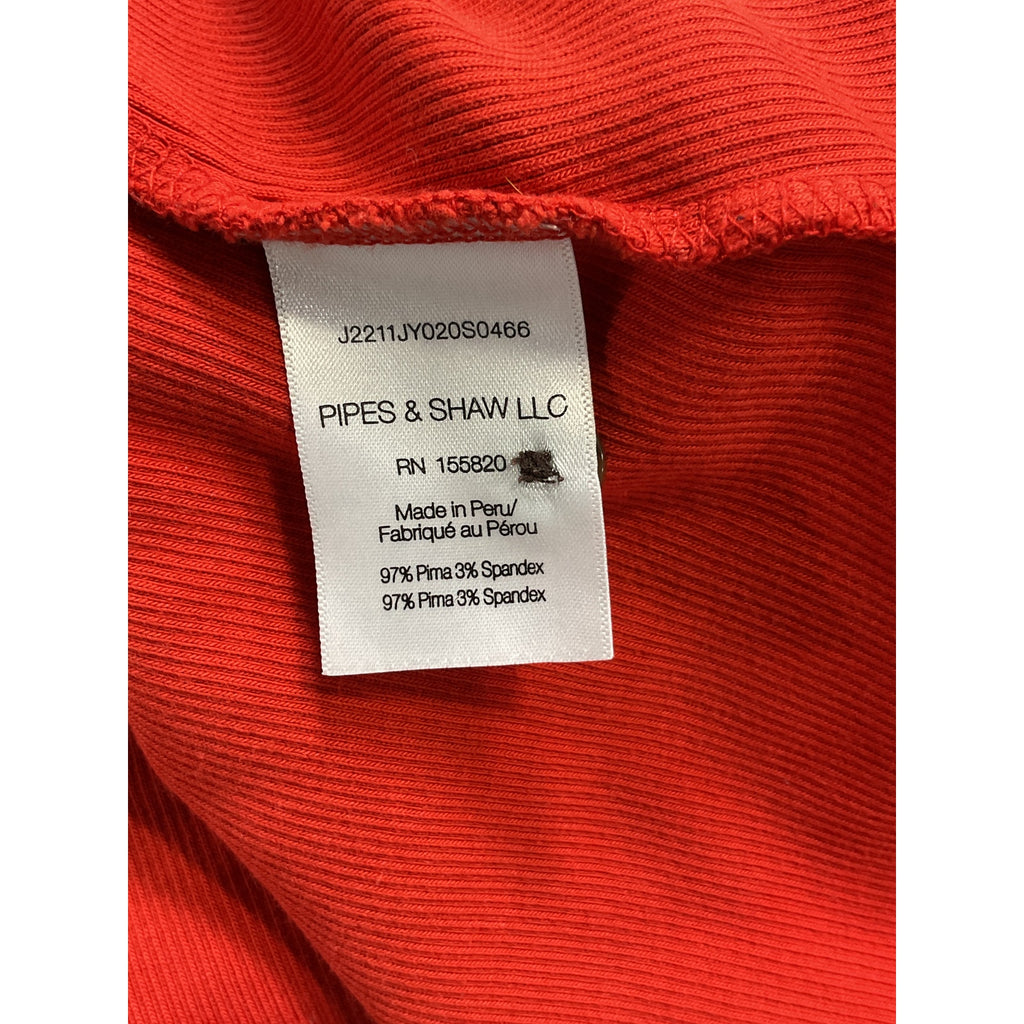 J2211JY020S0466
PIPES & SHAW LLC
RN 155820
Made in Peru/
Fabriqué au Pérou
97% Pima 3% Spandex
97% Pima 3% Spandex